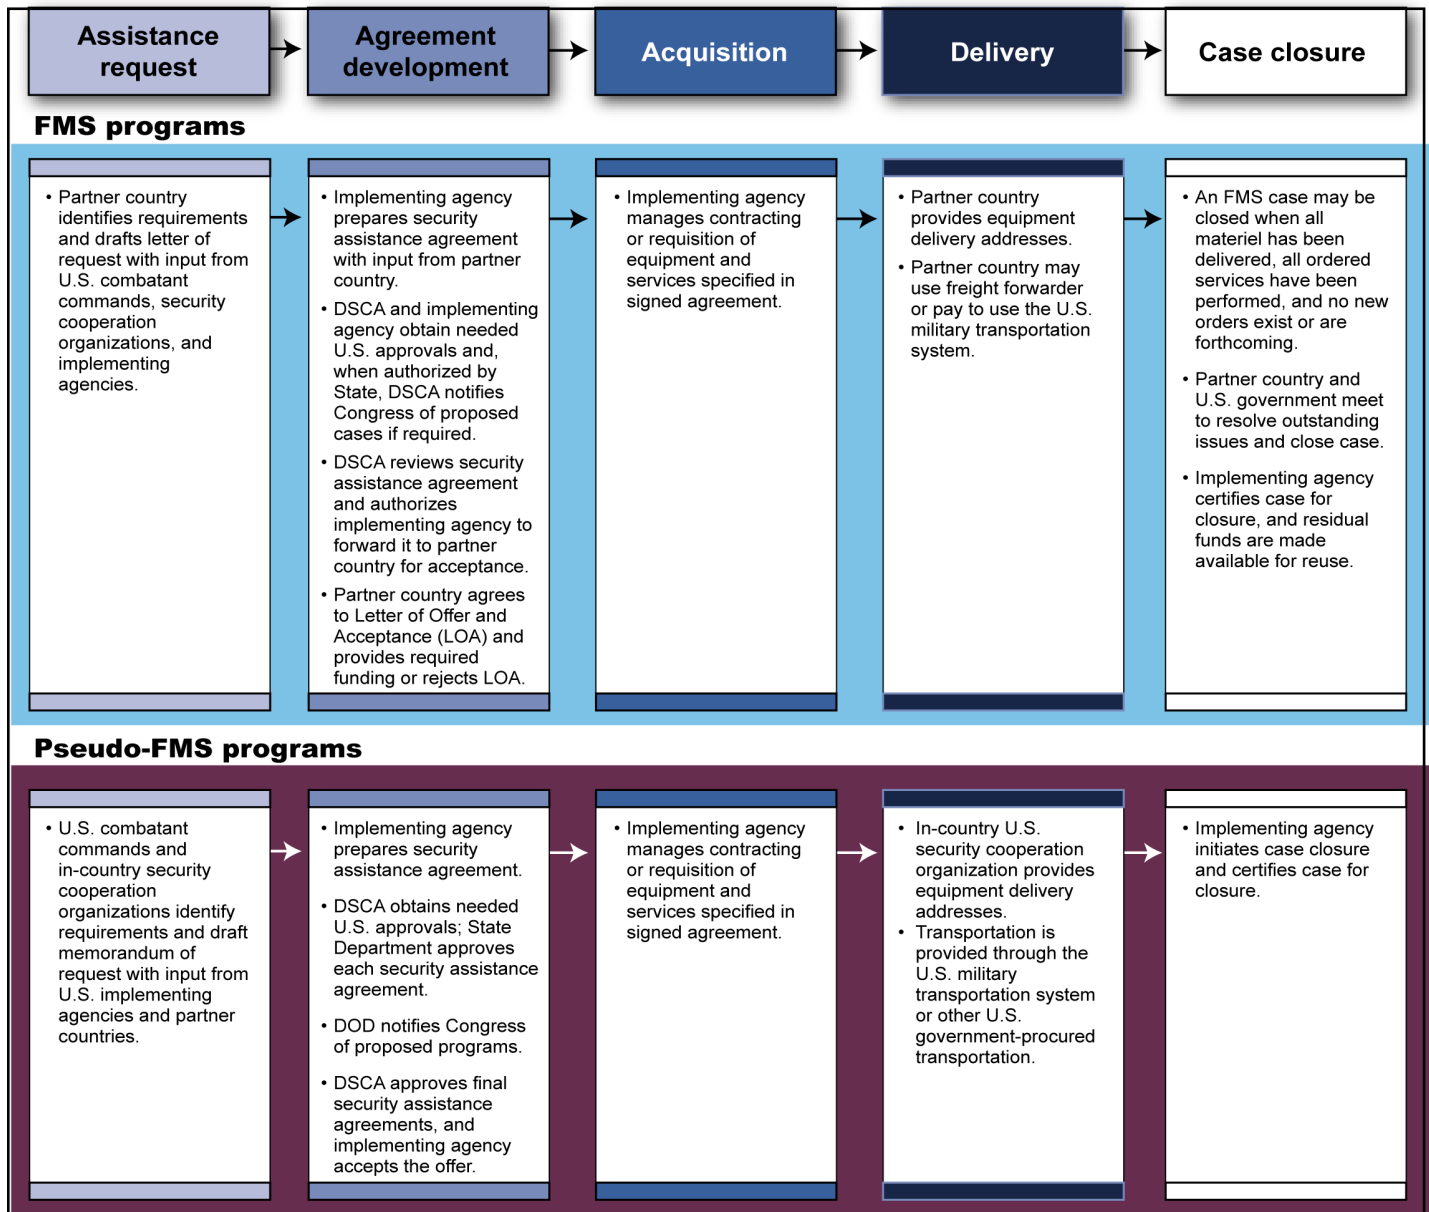 Assistance
request
Agreement
development
Acquisition
Delivery
Case closure
FMS programs
• Partner country
identifies requirements
and drafts letter of
request with input from
U.S. combatant
commands, security
cooperation
organizations, and
implementing
agencies.
• Implementing agency
prepares security
assistance agreement
with input from partner
country.
• DSCA and implementing
agency obtain needed
U.S. approvals and,
when authorized by
State, DSCA notifies
Congress of proposed
cases if required.
• DSCA reviews security
assistance agreement
and authorizes
implementing agency to
forward it to partner
country for acceptance.
• Partner country agrees
to Letter of Offer and
Acceptance (LOA) and
provides required
funding or rejects LOA.
• Implementing agency
manages contracting
or requisition of
equipment and
services specified in
signed agreement.
• Partner country
provides equipment
delivery addresses.
• Partner country may
use freight forwarder
or pay to use the U.S.
military transportation
system.
• An FMS case may be
closed when all
materiel has been
delivered, all ordered
services have been
performed, and no new
orders exist or are
forthcoming.
• Partner country and
U.S. government meet
to resolve outstanding
issues and close case.
• Implementing agency
certifies case for
closure, and residual
funds are made
available for reuse.
Pseudo-FMS programs
• U.S. combatant
commands and
in-country security
cooperation
organizations identify
requirements and draft
memorandum of
request with input from
U.S. implementing
agencies and partner
countries.
• Implementing agency
prepares security
assistance agreement.
• DSCA obtains needed
U.S. approvals; State
Department approves
each security assistance
agreement.
• DOD notifies Congress
of proposed programs.
• DSCA approves final
security assistance
agreements, and
implementing agency
accepts the offer.
• Implementing agency
manages contracting
or requisition of
equipment and
services specified in
signed agreement.
• In-country U.S.
security cooperation
organization provides
equipment delivery
addresses.
• Transportation is
provided through the
U.S. military
transportation system
or other U.S.
government-procured
transportation.
• Implementing agency
initiates case closure
and certifies case for
closure.